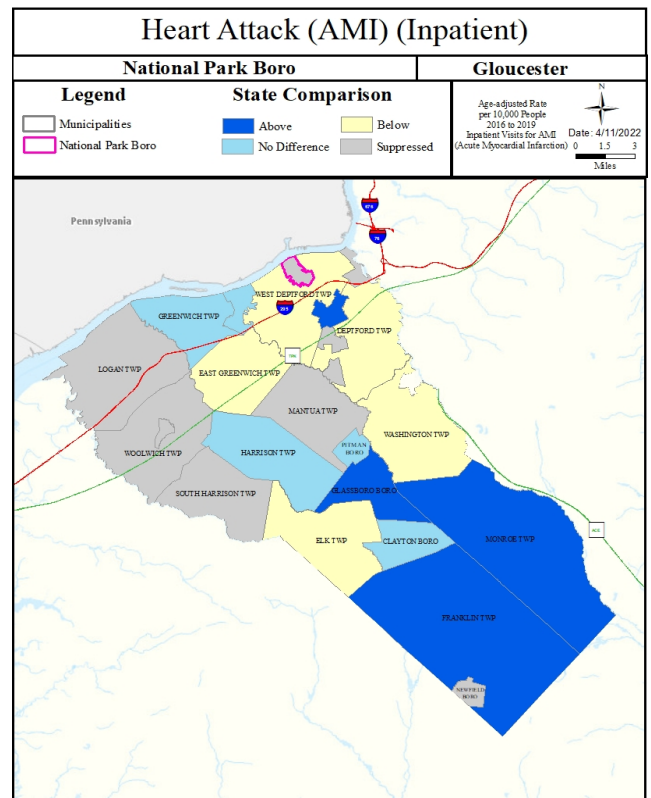 Heart Attack (AMI) (Inpatient)
National Park Boro
Gloucester
Legend
Municipalities
National Park Boro
State Comparison
Above
No Difference
Below
Suppressed
Age-adjusted Rate
per 10,000 People
2016 to 2019
Inpatient Visits for AMI
(Acute Myocardial Infarction)
N
Date: 4/11/2022
0 1.5 3
Miles
Pennsylvania
676
76
WEST DEPTFORD TWP
GREENWICH TWP
295
DEPTFORD TWP
LOGAN TWP
EAST GREENWICH TWP
MANTUA TWP
WASHINGTON TWP
PITMAN
BORO
WOOLWICH TWP
HARRISON TWP
SOUTH HARRISON TWP
GLASSBORO BORO
ELK TWP
CLAYTON BORO
MONROE TWP
FRANKLIN TWP
NEWFIELD
BORO